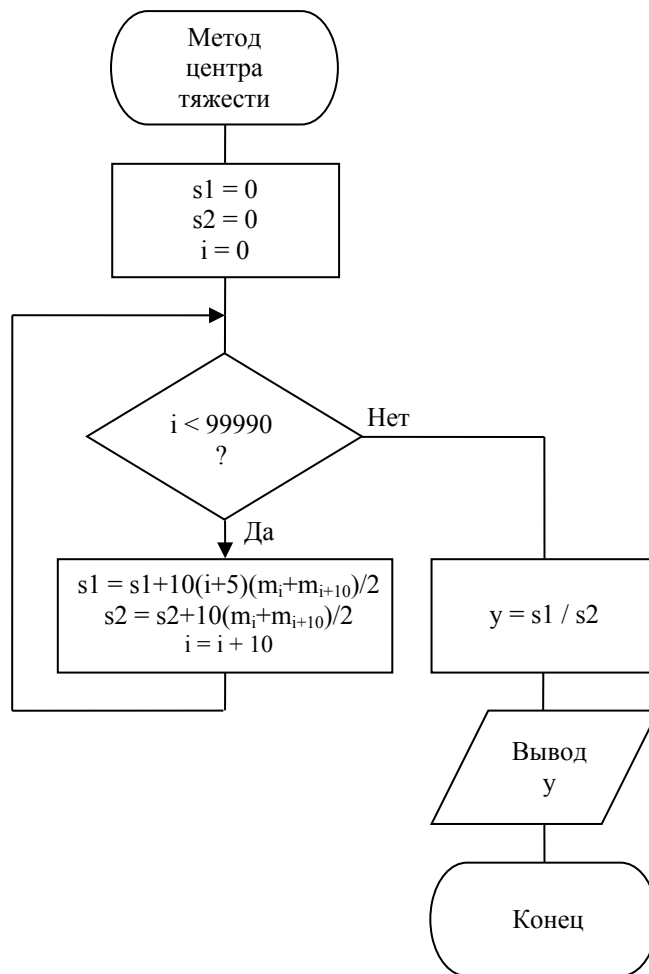 Метод
центра
тяжести
s1 = 0
s2 = 0
i = 0
i < 99990
?
Нет
Да
s1 = s1+10(i+5)(mᵢ+mᵢ₊₁₀)/2
s2 = s2+10(mᵢ+mᵢ₊₁₀)/2
i = i + 10
y = s1 / s2
Вывод
y
Конец